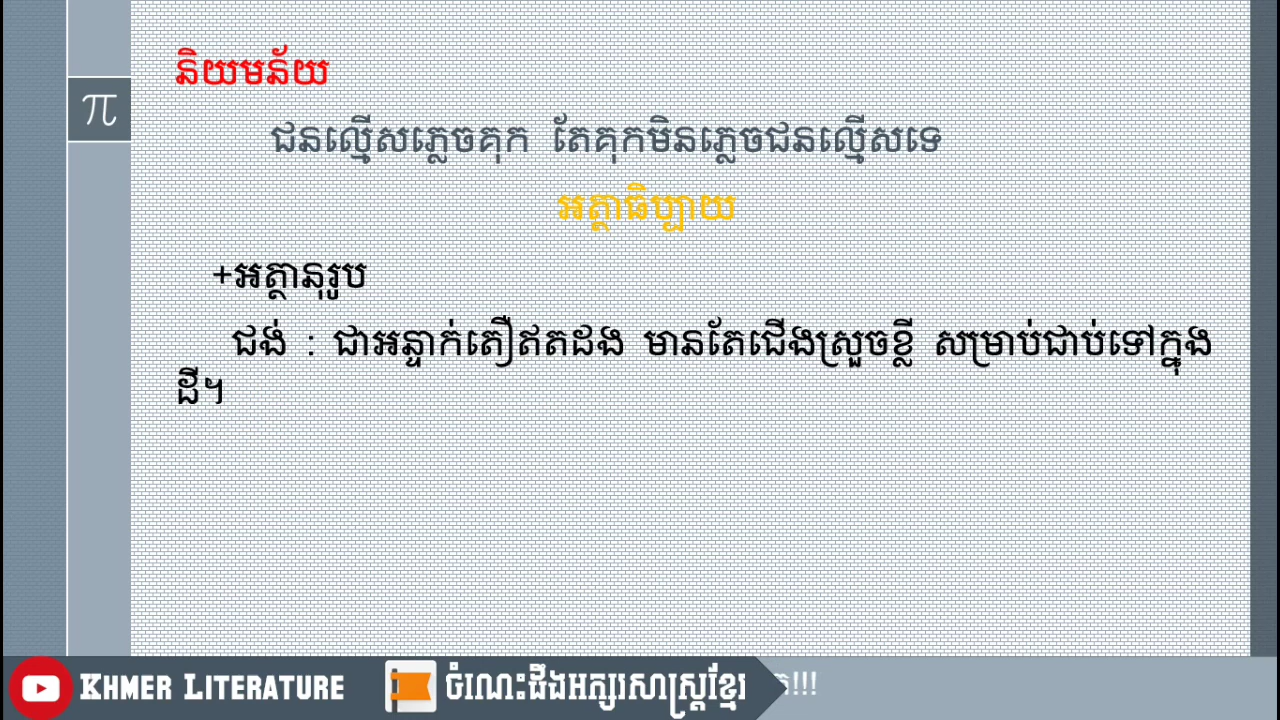 និយមន័យ
π
ជនល្មើសភ្លេចគុក តែគុកមិនភ្លេចជនល្មើសទេ
អត្ថាធិប្បាយ
+អត្ថានុរូប
ជង់ : ជាអន្ទាក់តឿឥតដង មានតែជើងស្រួចខ្លី សម្រាប់ជាប់ទៅក្នុង
ដី។
KHMER LITERATURE ចំណេះដឹងអក្សរសាស្ត្រខ្មែរ !!!